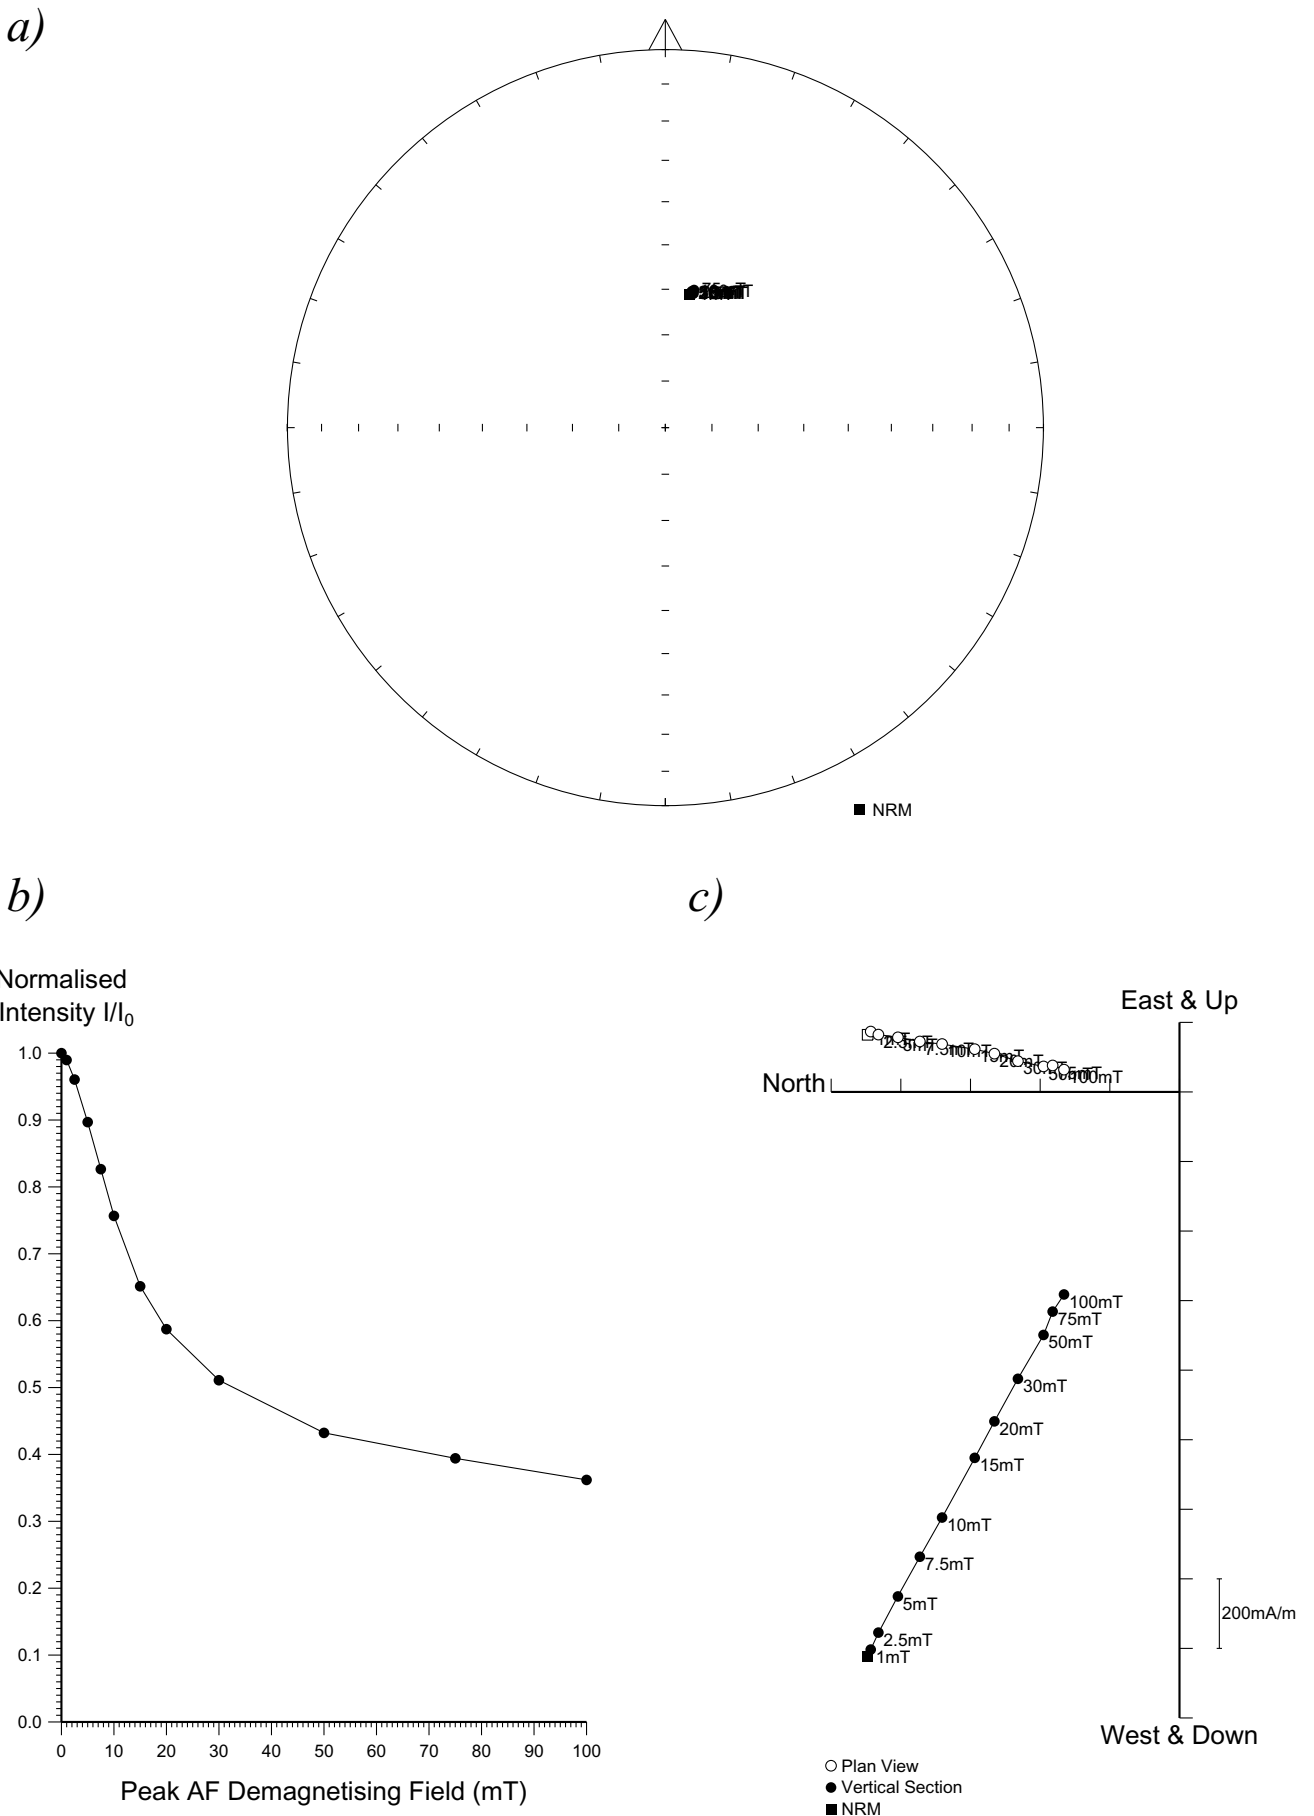 a)
75mT
NRM
b)
c)
Normalised
Intensity I/I0
East & Up
1.0
0.9
0.8
0.7
0.6
0.5
0.4
0.3
0.2
0.1
0.0
0 10 20 30 40 50 60 70 80 90 100
Peak AF Demagnetising Field (mT)
North
100mT
100mT
75mT
50mT
30mT
20mT
15mT
10mT
7.5mT
5mT
2.5mT
1mT
200mA/m
West & Down
Plan View
Vertical Section
NRM